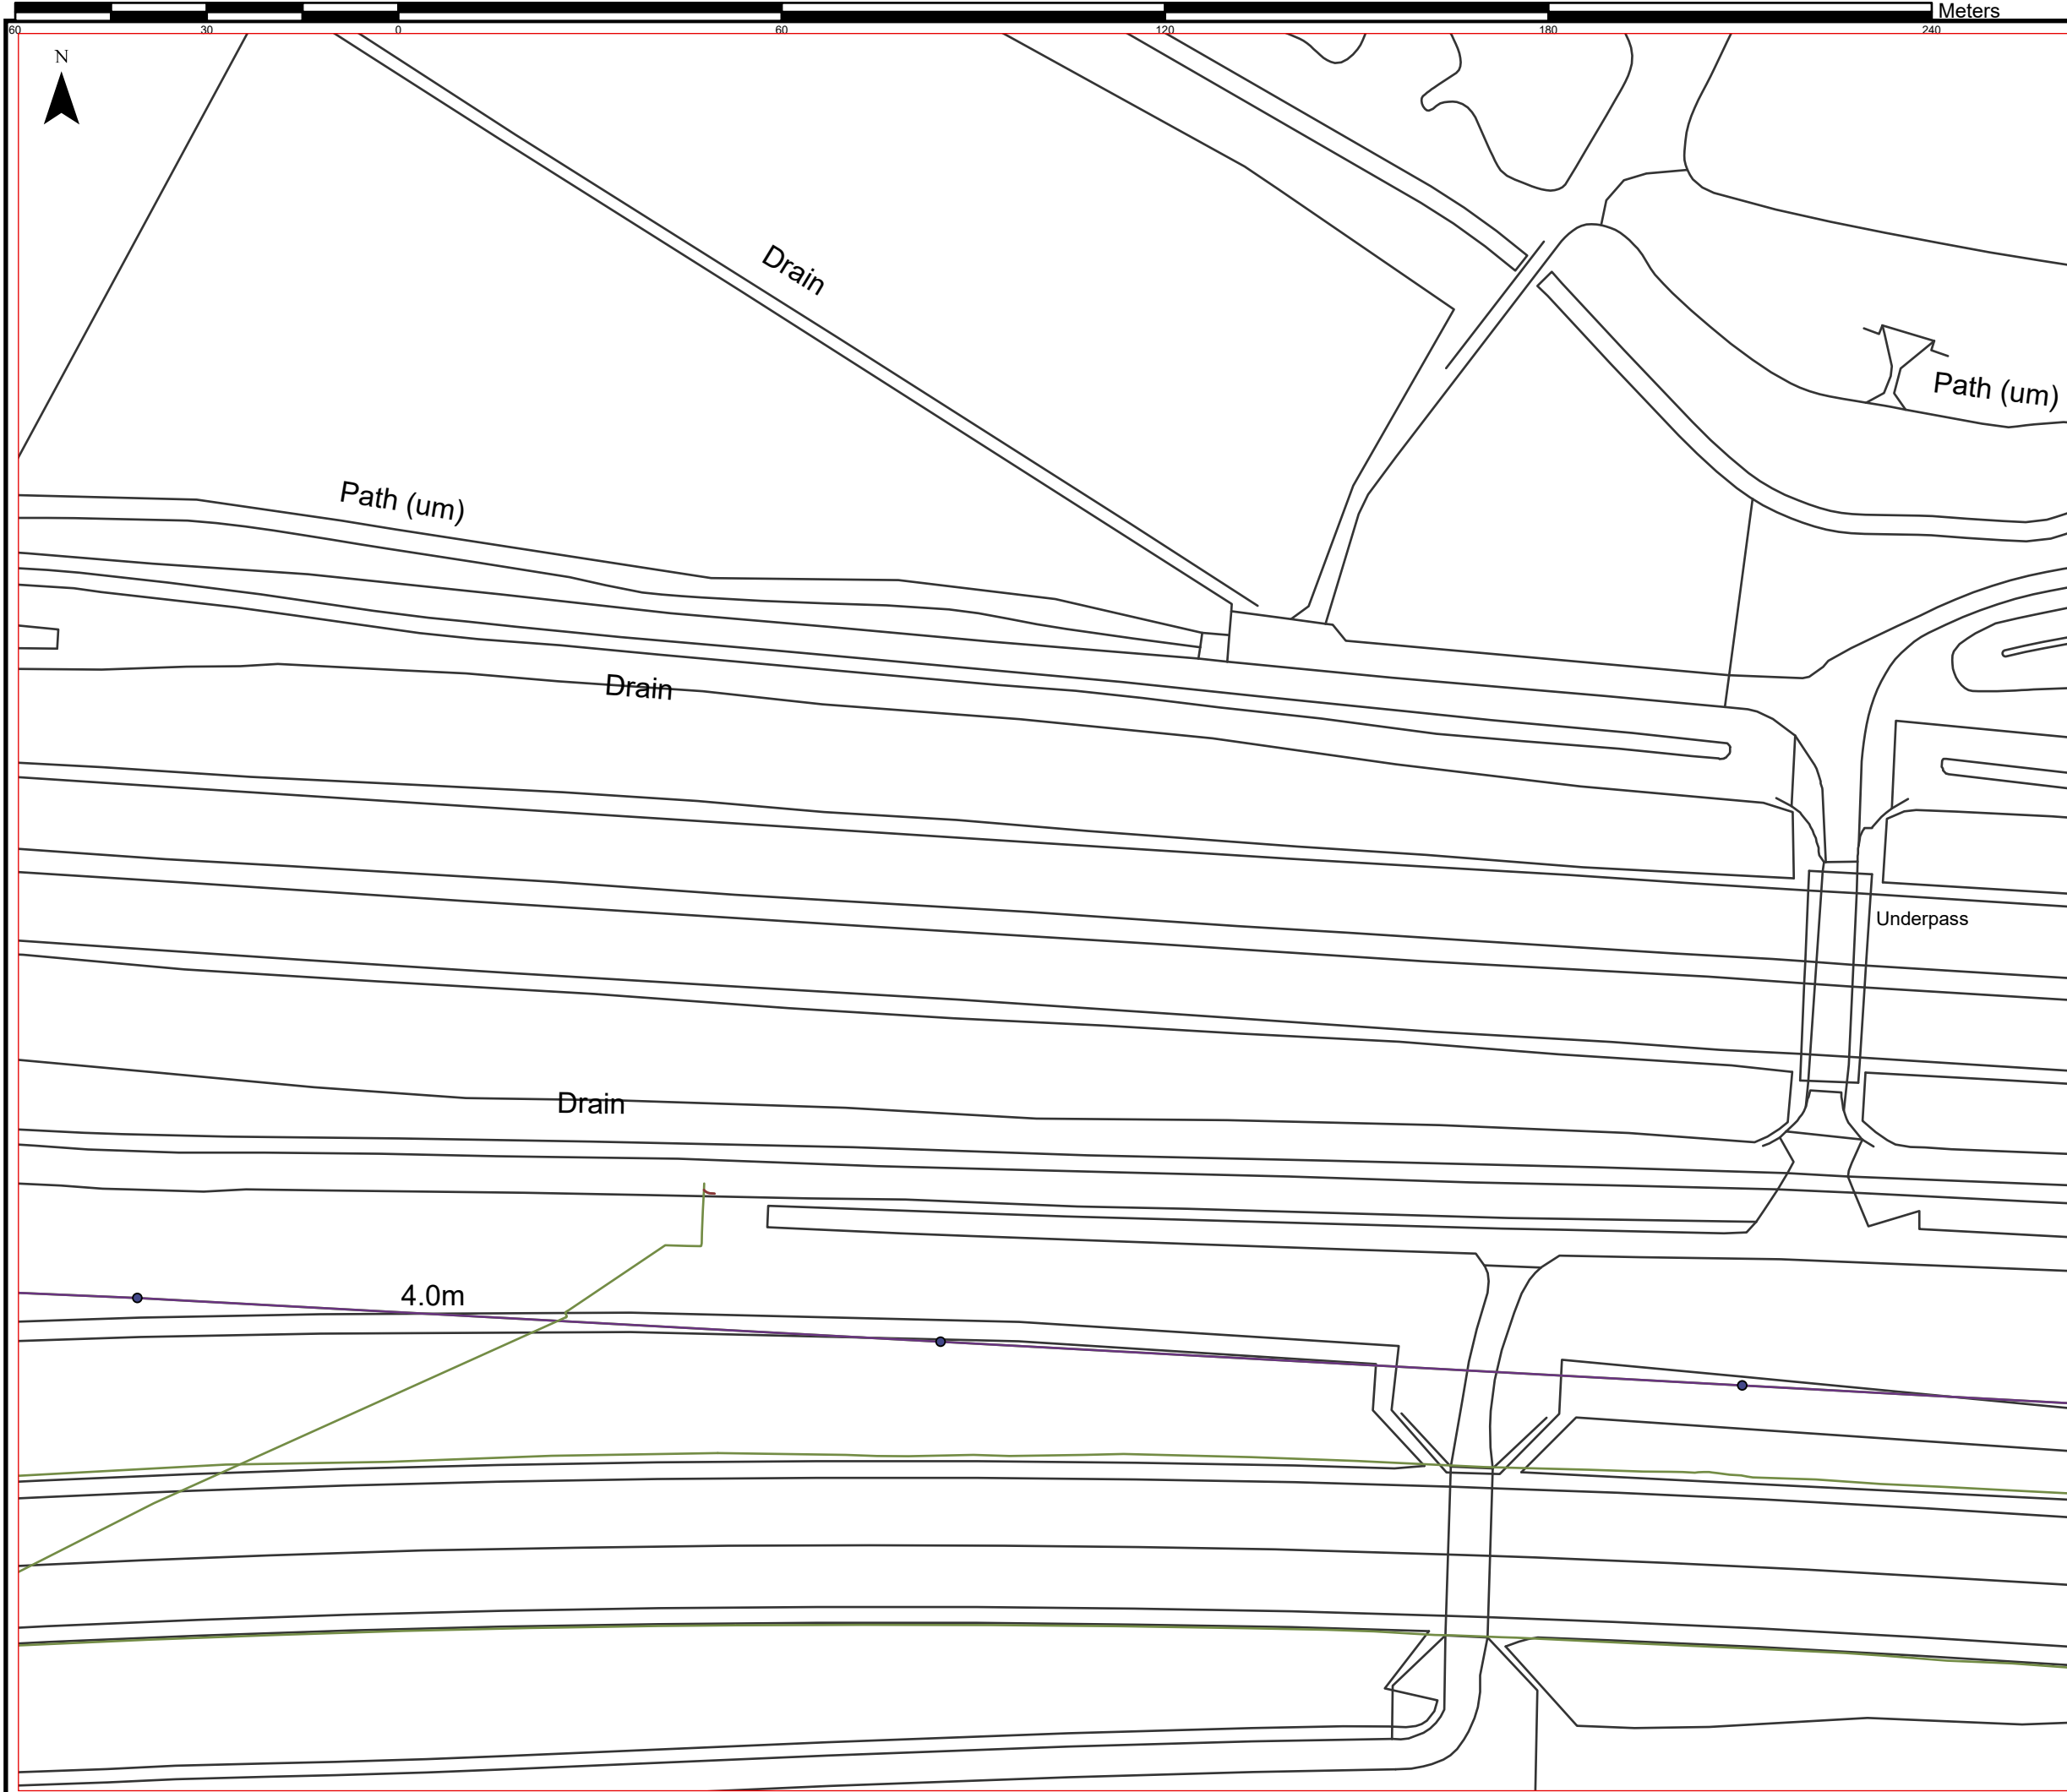 Meters
60 30 0 60 120 180 240
N
Drain
Path (um)
Path (um)
Drain
Underpass
Drain
4.0m